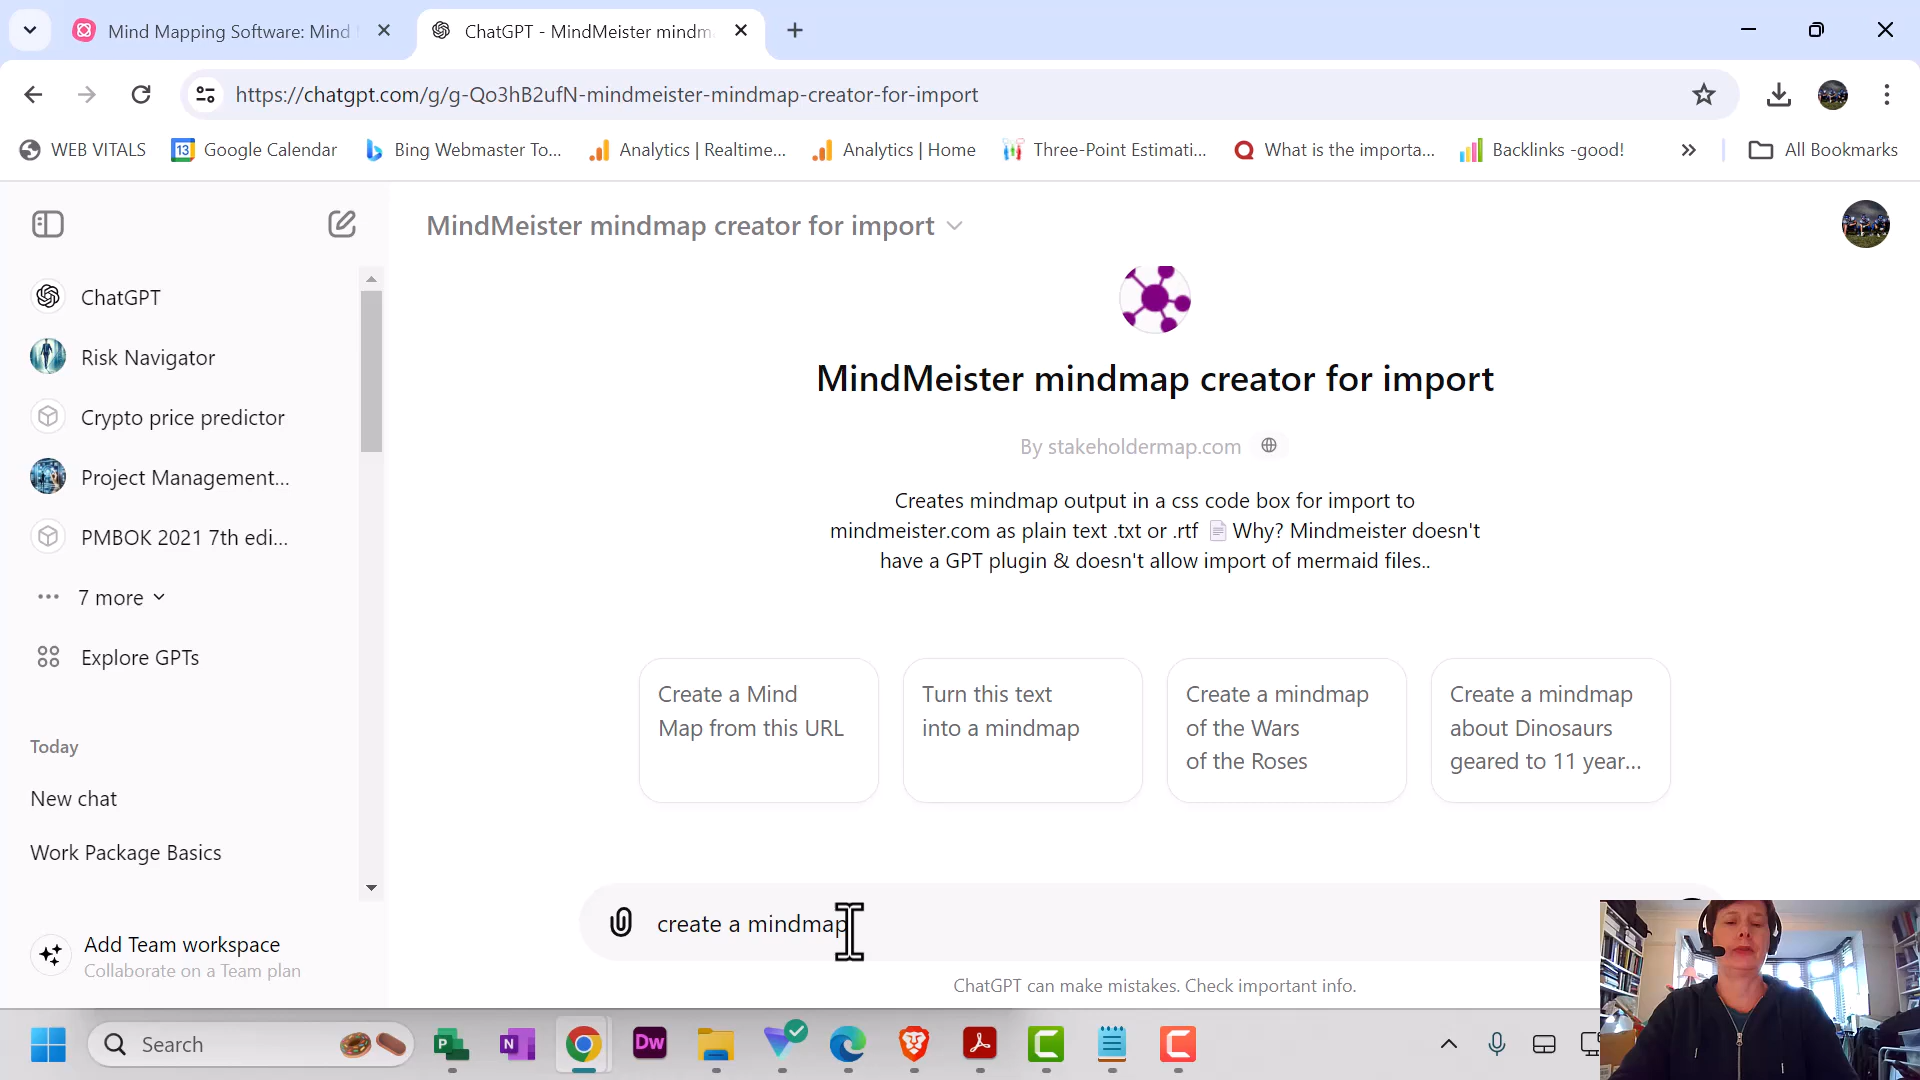 Mind Mapping Software: Mind
ChatGPT - MindMeister mindm
https://chatgpt.com/g/g-Qo3hB2ufN-mindmeister-mindmap-creator-for-import
WEB VITALS
13
Google Calendar
Bing Webmaster To...
Analytics | Realtime...
Analytics | Home
Three-Point Estimati...
What is the importa...
Backlinks -good!
All Bookmarks
MindMeister mindmap creator for import
ChatGPT
Risk Navigator
Crypto price predictor
Project Management...
PMBOK 2021 7th edi...
7 more
Explore GPTs
Today
New chat
Work Package Basics
Add Team workspace
Collaborate on a Team plan
MindMeister mindmap creator for import
By stakeholdermap.com
Creates mindmap output in a css code box for import to
mindmeister.com as plain text .txt or .rtf 📄 Why? Mindmeister doesn't
have a GPT plugin & doesn't allow import of mermaid files..
Create a Mind
Map from this URL
Turn this text
into a mindmap
Create a mindmap
of the Wars
of the Roses
Create a mindmap
about Dinosaurs
geared to 11 year...
create a mindmap
ChatGPT can make mistakes. Check important info.
Search
P
N
Dw